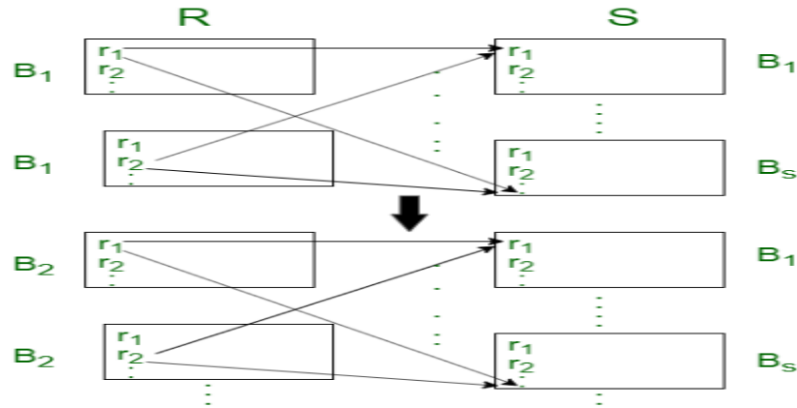 R S
r₁ r₁
B₁ r₂ r₂ B₁
r₁ r₁
B₁ r₂ r₂ Bₛ
r₁ r₁
B₂ r₂ r₂ B₁
r₁ r₁
B₂ r₂ r₂ Bₛ